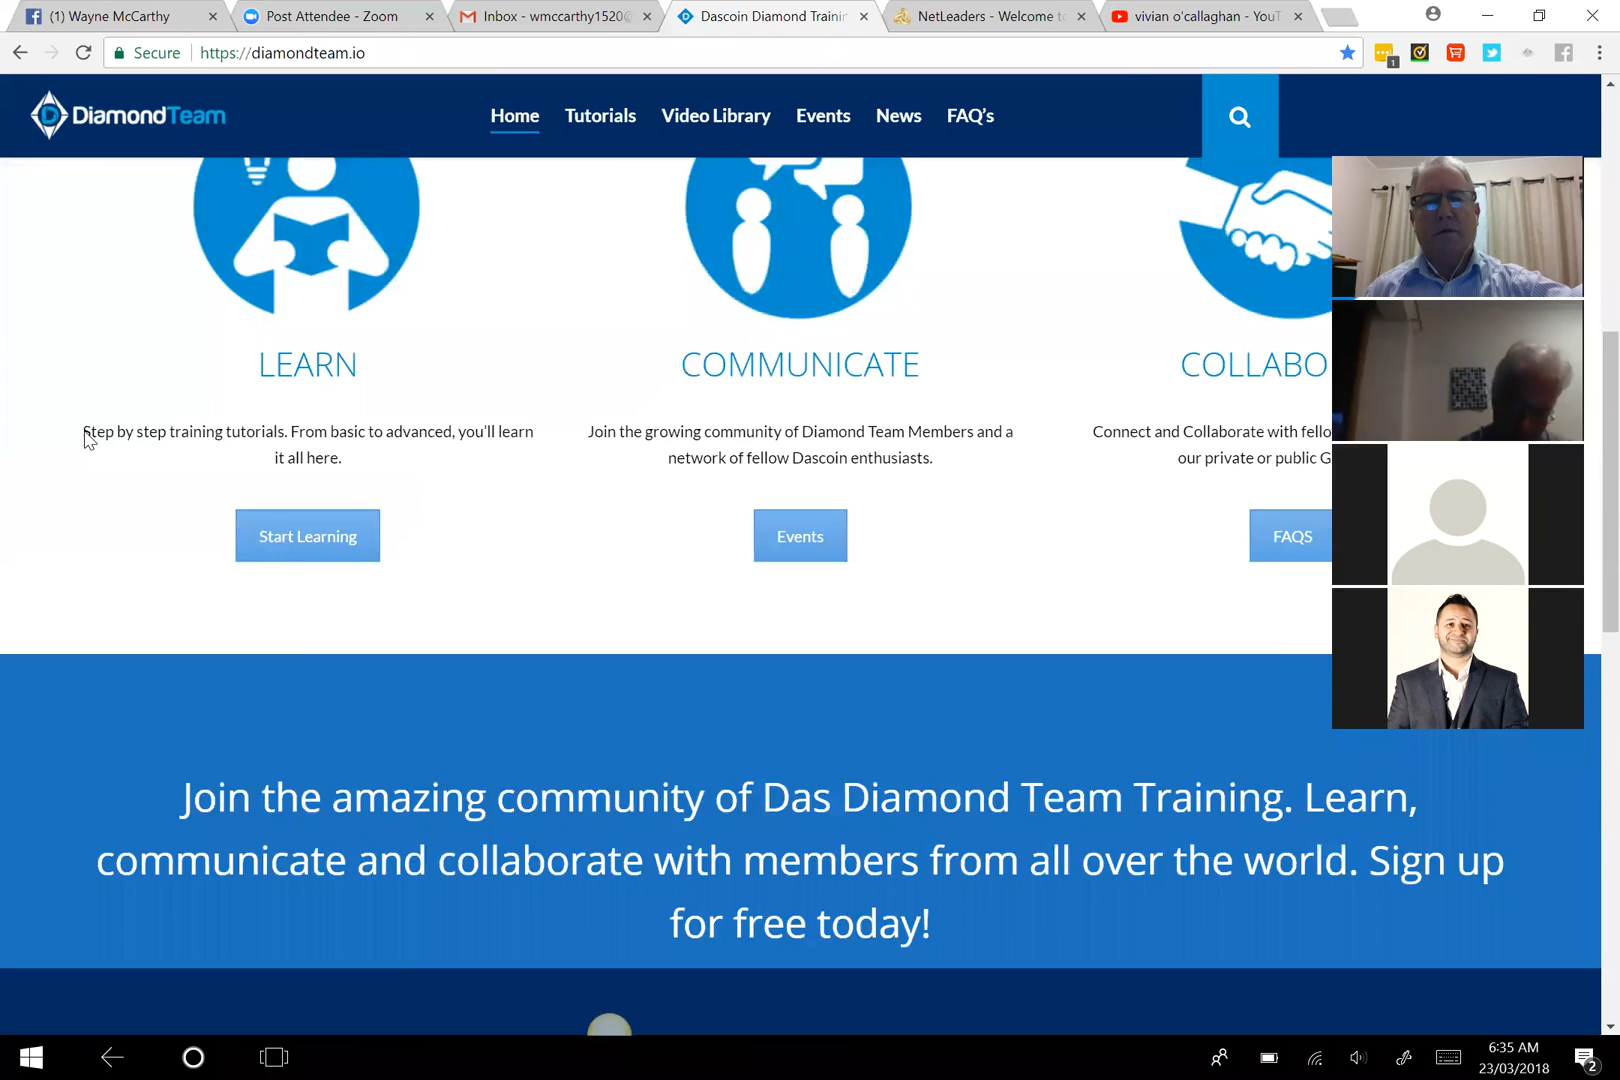 (1) Wayne McCarthy
Post Attendee - Zoom
Inbox - wmccarthy1520@
Dascoin Diamond Trainin
NetLeaders - Welcome to
vivian o'callaghan - YouT
Secure
https://diamondteam.io
1
DiamondTeam
Home
Tutorials
Video Library
Events
News
FAQ's
LEARN
COMMUNICATE
COLLABO
Step by step training tutorials. From basic to advanced, you'll learn
it all here.
Join the growing community of Diamond Team Members and a
network of fellow Dascoin enthusiasts.
Connect and Collaborate with fello
our private or public G
Start Learning
Events
FAQS
Join the amazing community of Das Diamond Team Training. Learn,
communicate and collaborate with members from all over the world. Sign up
for free today!
6:35 AM
23/03/2018
2